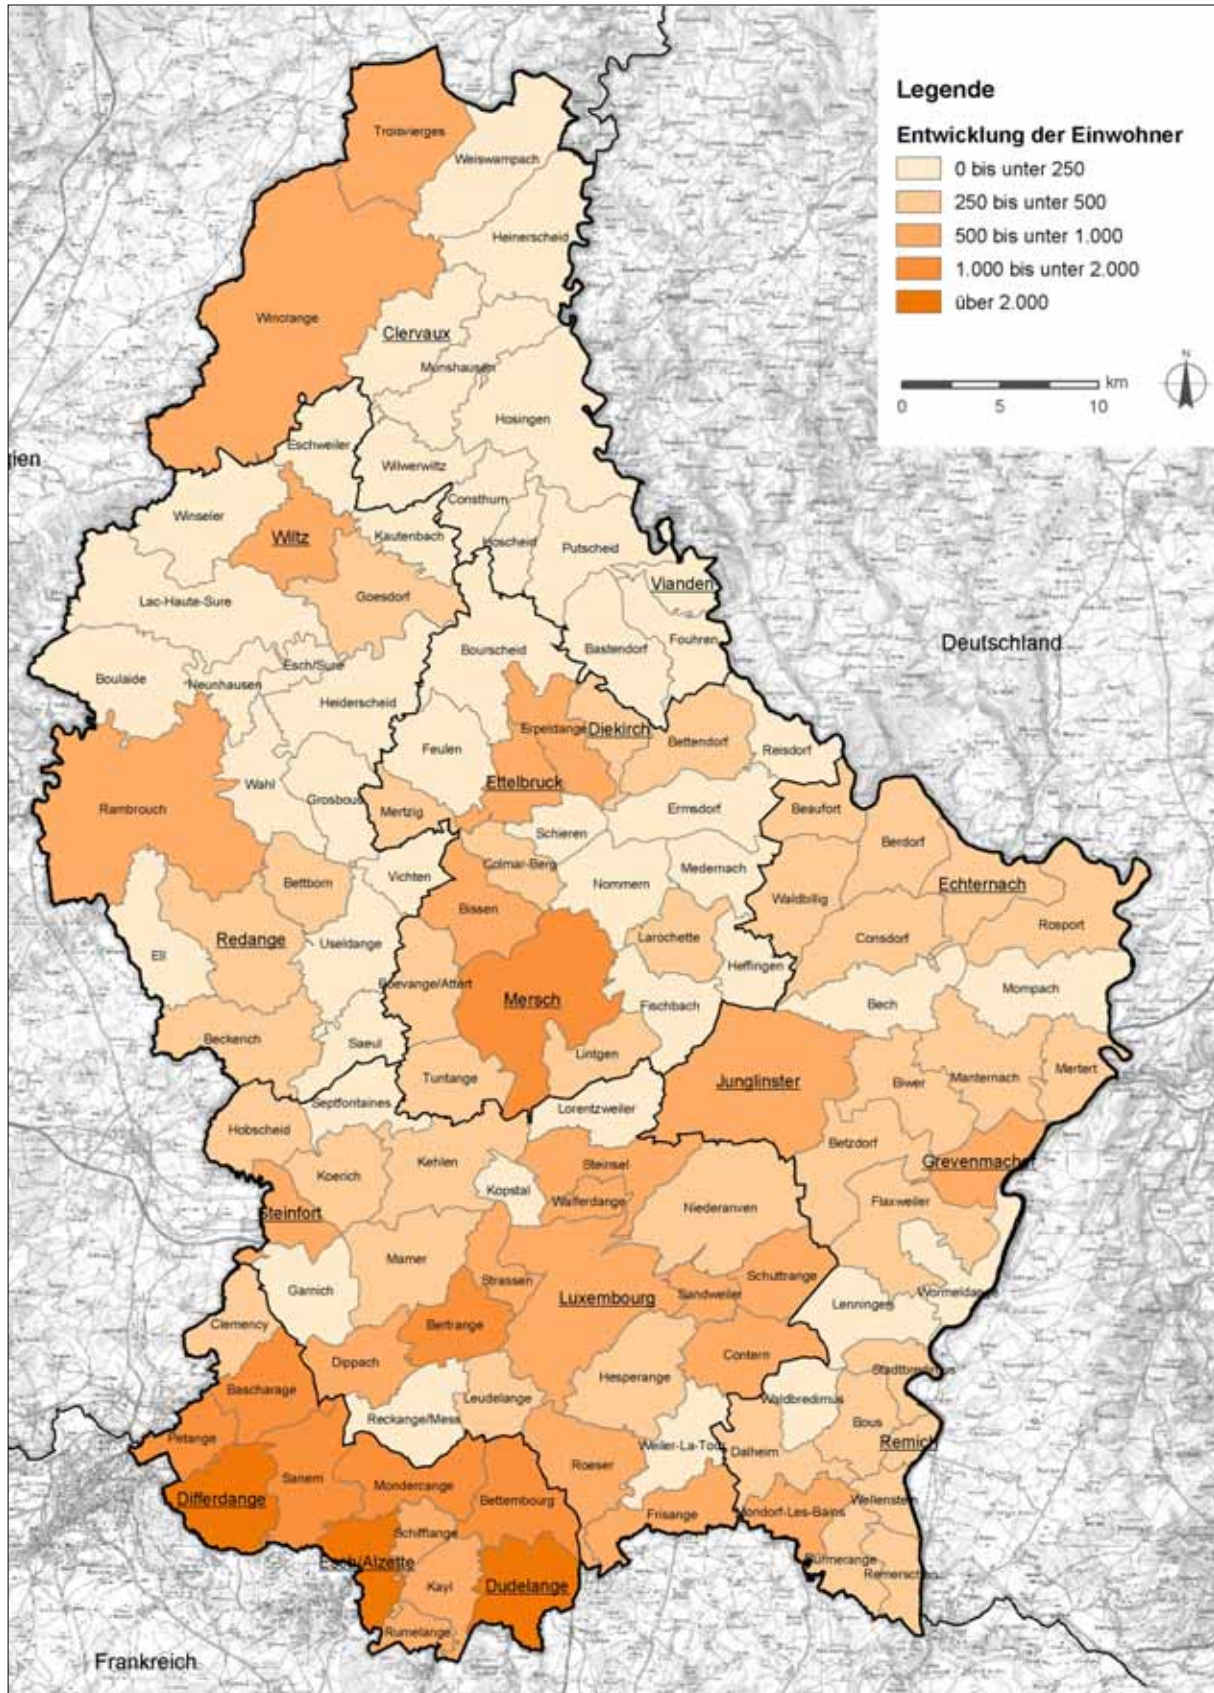 Legende
Entwicklung der Einwohner
0 bis unter 250
250 bis unter 500
500 bis unter 1.000
1.000 bis unter 2.000
über 2.000
km
0 5 10
N
Troisvierges
Weiswampach
Heinerscheid
Wincrange
Clervaux
Munshausen
Hosingen
Eschweiler
Wilwerwiltz
Consthum
Winseler
Wiltz
Kautenbach
Hoscheid
Putscheid
Vianden
Lac-Haute-Sure
Goesdorf
Deutschland
Bourscheid
Bastendorf
Fouhren
Esch/Sure
Boulaide
Neunhausen
Heiderscheid
Erpeldange
Diekirch
Bettendorf
Reisdorf
Feulen
Ettelbruck
Wahl
Grosbous
Rambrouch
Mertzig
Ermsdorf
Beaufort
Schieren
Berdorf
Colmar-Berg
Medernach
Vichten
Bettborn
Nommern
Echternach
Waldbillig
Bissen
Rosport
Redange
Useldange
Larochette
Consdorf
Ell
Heffingen
Boevange/Attert
Mersch
Fischbach
Bech
Mompach
Beckerich
Saeul
Lintgen
Tuntange
Junglinster
Biwer
Manternach
Mertert
Septfontaines
Lorentzweiler
Hobscheid
Betzdorf
Kehlen
Steinsel
Grevenmacher
Koerich
Kopstal
Walferdange
Niederanven
Flaxweiler
Steinfort
Mamer
Strassen
Schuttrange
Garnich
Luxembourg
Sandweiler
Lenningen
Wormeldan
Clemency
Bertrange
Dippach
Contern
Stadtbredimus
Hesperange
Bascharage
Leudelange
Waldbredimus
Reckange/Mess
Bous
Petange
Weiler-La-Tour
Dalheim
Remich
Roeser
Sanem
Mondercange
Differdange
Bettembourg
Wellenstein
Frisange
Mondorf-Les-Bains
Schifflange
Esch/Alzette
Burmerange
Kayl
Dudelange
Rumelange
Frankreich